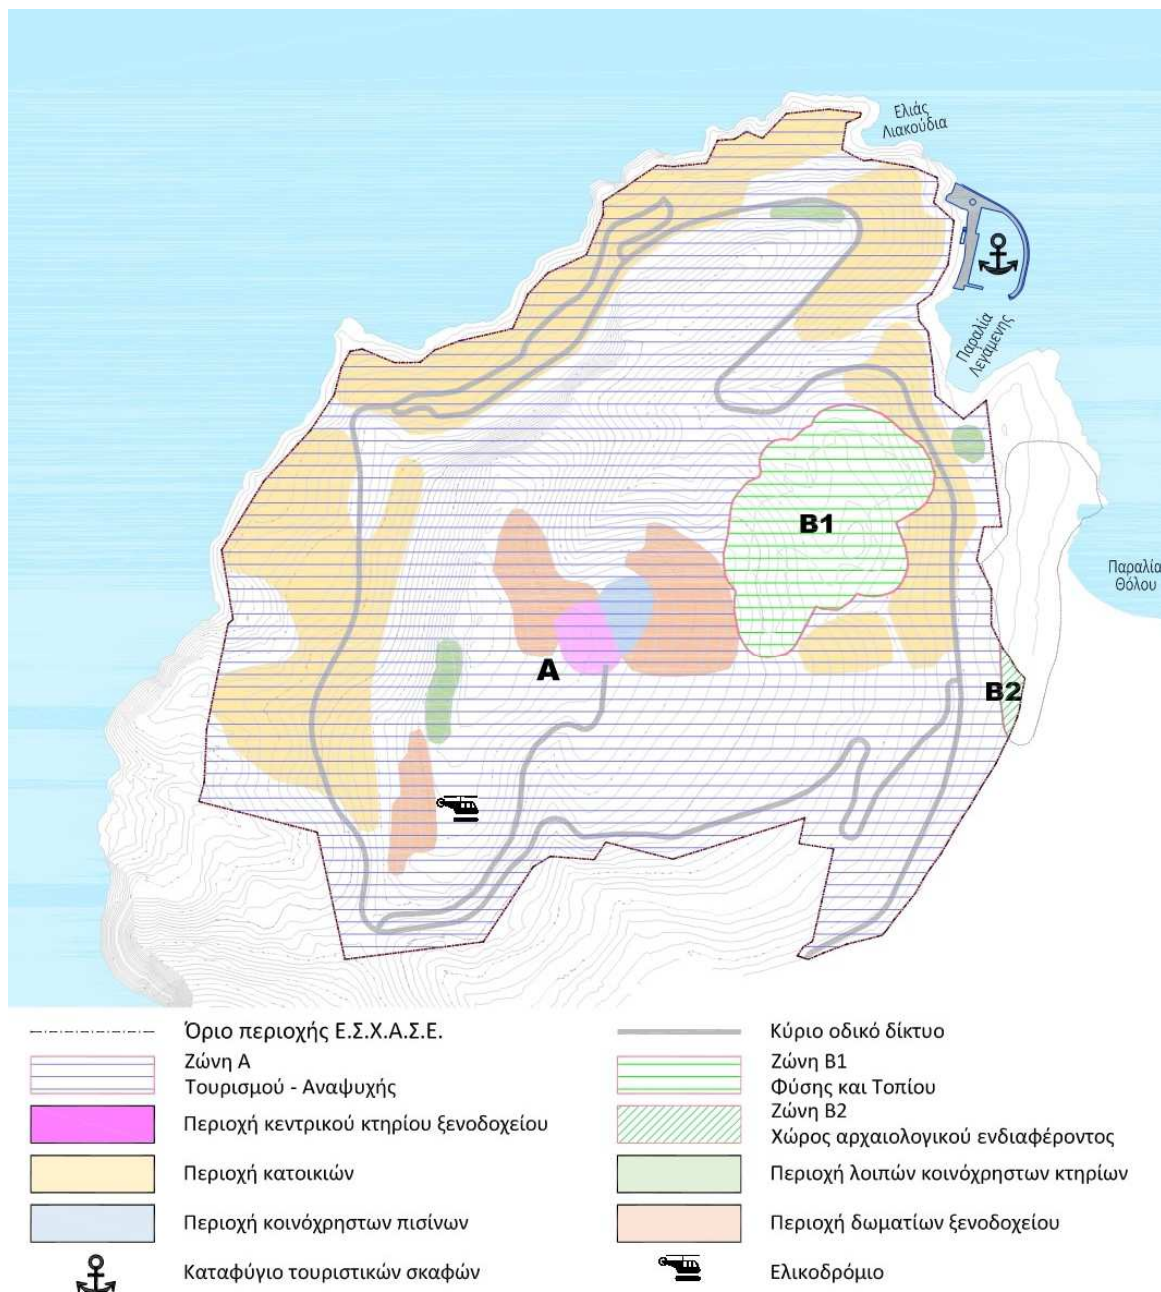 Ελιάς
Λιακούδια
Παραλία
Λεγάμενης
B1
Παραλία
Θόλου
A
B2
Όριο περιοχής Ε.Σ.Χ.Α.Σ.Ε.
Κύριο οδικό δίκτυο
Ζώνη Α
Τουρισμού - Αναψυχής
Ζώνη Β1
Φύσης και Τοπίου
Περιοχή κεντρικού κτηρίου ξενοδοχείου
Ζώνη Β2
Χώρος αρχαιολογικού ενδιαφέροντος
Περιοχή κατοικιών
Περιοχή λοιπών κοινόχρηστων κτηρίων
Περιοχή κοινόχρηστων πισίνων
Περιοχή δωματίων ξενοδοχείου
Καταφύγιο τουριστικών σκαφών
Ελικοδρόμιο